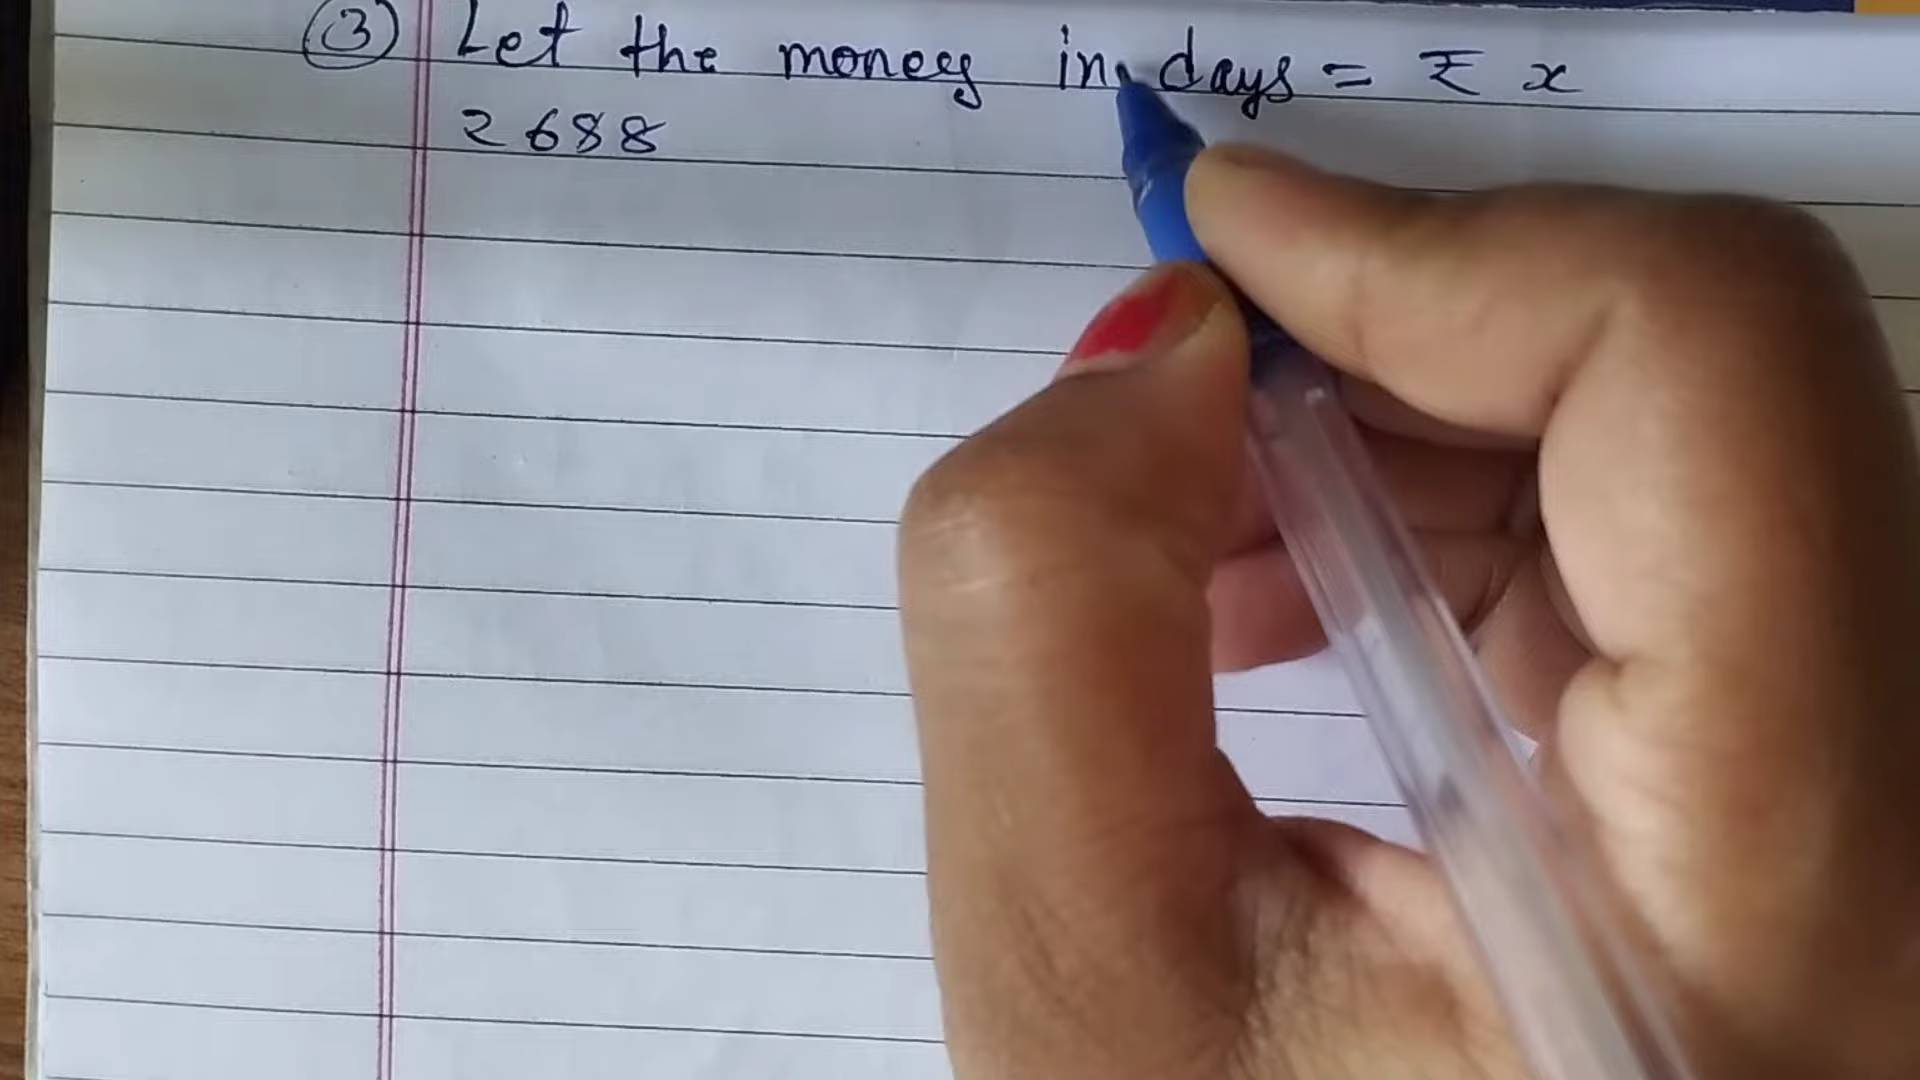 ③ Let the money in days = ₹ x
2688